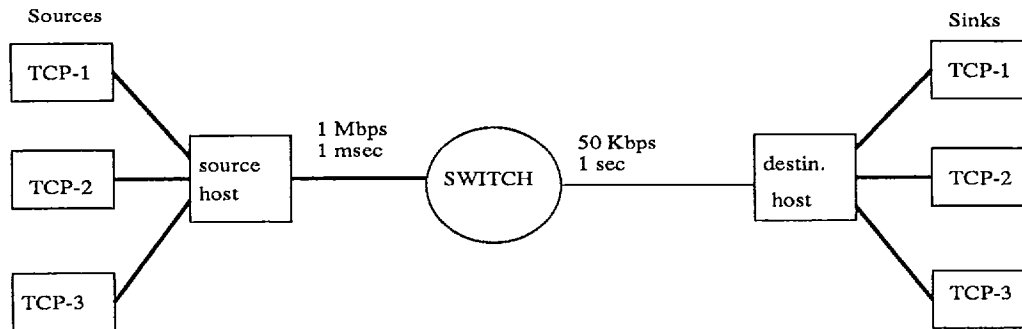 Sources
Sinks
TCP-1
TCP-1
1 Mbps
1 msec
50 Kbps
1 sec
TCP-2
source
host
SWITCH
destin.
host
TCP-2
TCP-3
TCP-3